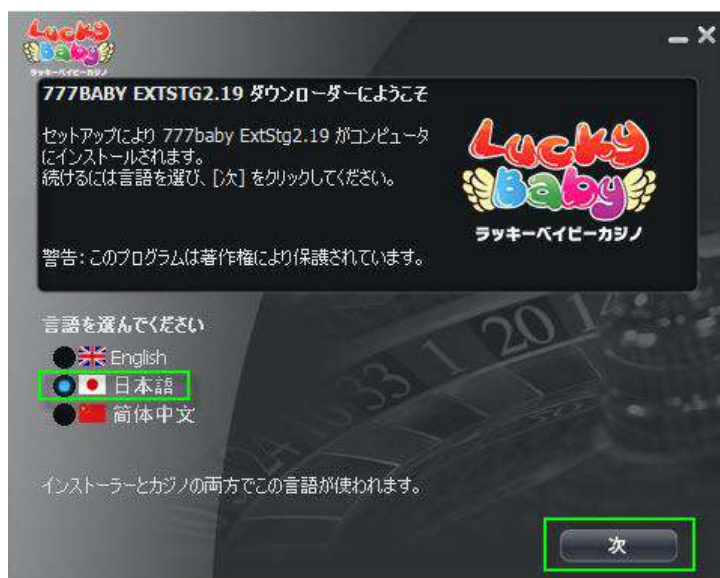 Lucky Baby
ラッキーベイビーカジノ
777BABY EXTSTG2.19 ダウンローダーにようこそ
セットアップにより 777baby ExtStg2.19 がコンピュータ
にインストールされます。
続けるには言語を選び、[次] をクリックしてください。
Lucky
Baby
ラッキーベイビーカジノ
警告: このプログラムは著作権により保護されています。
言語を選んでください
English
日本語
简体中文
20 1
1
33
24
インストーラーとカジノの両方でこの言語が使われます。
次